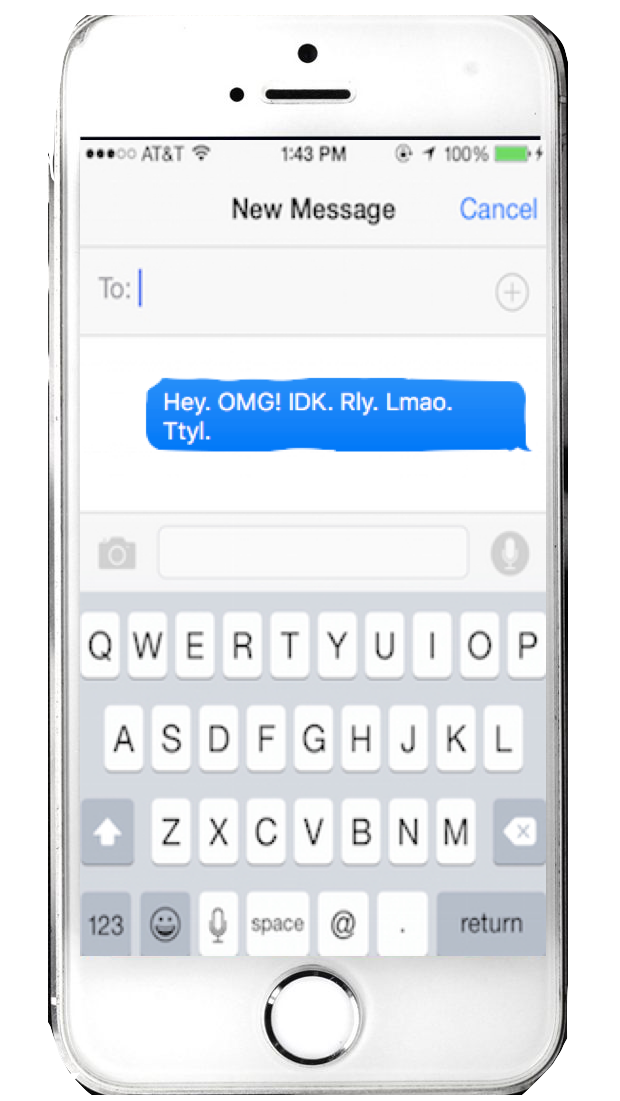 AT&T 1:43 PM 100%
New Message Cancel
To:
Hey. OMG! IDK. Rly. Lmao.
Ttyl.
Q W E R T Y U I O P
A S D F G H J K L
Z X C V B N M
123 space @ . return